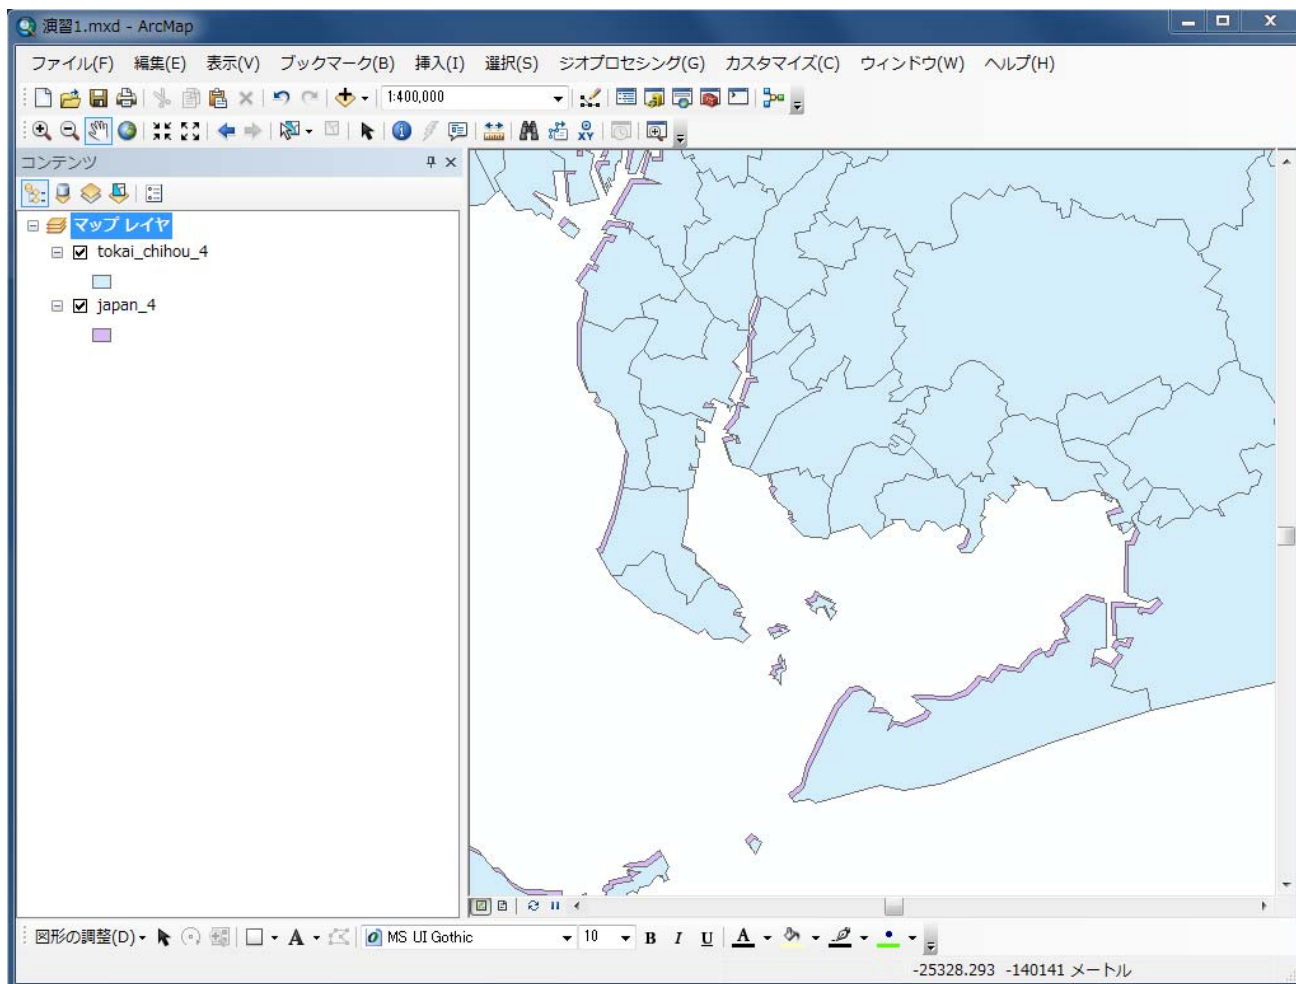 演習1.mxd - ArcMap
ファイル(F) 編集(E) 表示(V) ブックマーク(B) 挿入(I) 選択(S) ジオプロセシング(G) カスタマイズ(C) ウィンドウ(W) ヘルプ(H)
1:400,000
コンテンツ
マップ レイヤ
tokai_chihou_4
japan_4
図形の調整(D) A MS UI Gothic 10 B I U A
-25328.293 -140141 メートル